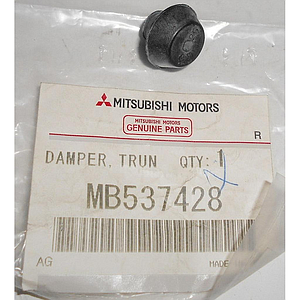 MITSUBISHI MOTORS
MITSUBISHI MOTORS
GENUINE PARTS
R
DAMPER, TRUN QTY: 1
MB537428
AG MADE